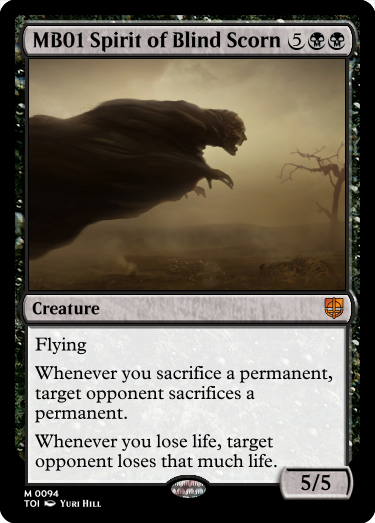 MB01 Spirit of Blind Scorn 5
Creature
Flying
Whenever you sacrifice a permanent,
target opponent sacrifices a
permanent.
Whenever you lose life, target
opponent loses that much life.
5/5
M 0094
TOI Yuri Hill